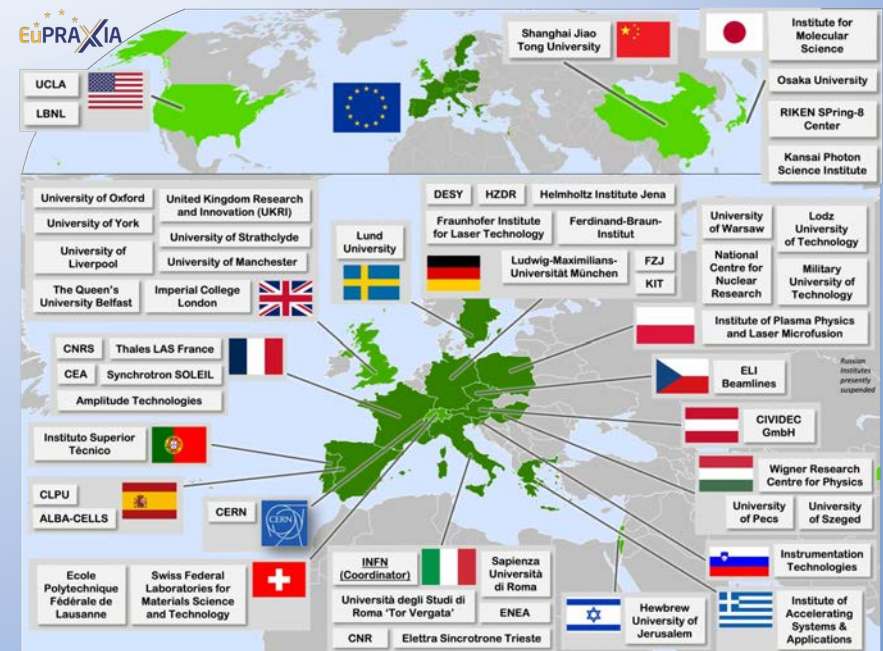 EuPRAXIA
UCLA
LBNL
Shanghai Jiao
Tong University
Institute for
Molecular
Science
Osaka University
RIKEN SPring-8
Center
Kansai Photon
Science Institute
University of Oxford
University of York
University of
Liverpool
The Queen's
University Belfast
United Kingdom Research
and Innovation (UKRI)
University of Strathclyde
University of Manchester
Imperial College
London
Lund
University
DESY
HZDR
Helmholtz Institute Jena
Fraunhofer Institute
for Laser Technology
Ferdinand-Braun-
Institut
Ludwig-Maximilians-
Universität München
FZJ
KIT
University
of Warsaw
Lodz
University
of Technology
National
Centre for
Nuclear
Research
Military
University of
Technology
Institute of Plasma Physics
and Laser Microfusion
CNRS
Thales LAS France
CEA
Synchrotron SOLEIL
Amplitude Technologies
ELI
Beamlines
Russian
Institutes
presently
suspended
CIVIDEC
GmbH
Instituto Superior
Técnico
Wigner Research
Centre for Physics
University
of Pecs
University
of Szeged
CLPU
ALBA-CELLS
CERN
CERN
Instrumentation
Technologies
Ecole
Polytechnique
Fédérale de
Lausanne
Swiss Federal
Laboratories for
Materials Science
and Technology
INFN
(Coordinator)
Sapienza
Università
di Roma
Università degli Studi di
Roma 'Tor Vergata'
ENEA
CNR
Elettra Sincrotrone Trieste
Hewbrew
University of
Jerusalem
Institute of
Accelerating
Systems &
Applications